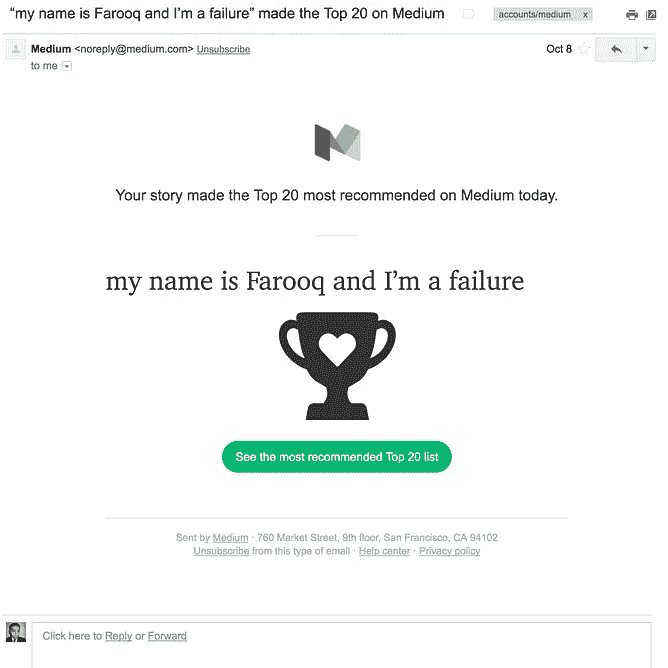 “my name is Farooq and I’m a failure” made the Top 20 on Medium
accounts/medium x
Medium <noreply@medium.com> Unsubscribe
Oct 8
to me
Your story made the Top 20 most recommended on Medium today.
my name is Farooq and I’m a failure
See the most recommended Top 20 list
Sent by Medium · 760 Market Street, 9th floor, San Francisco, CA 94102
Unsubscribe from this type of email · Help center · Privacy policy
Click here to Reply or Forward